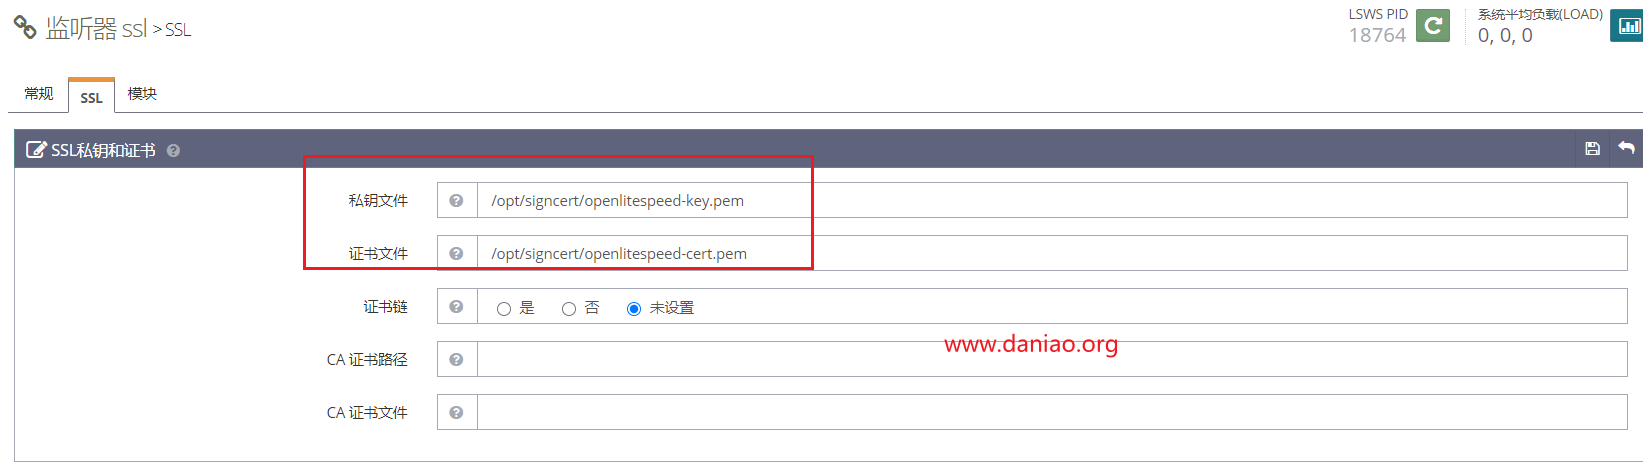 监听器 ssl > SSL
LSWS PID
18764
系统平均负载(LOAD)
0, 0, 0
常规
SSL
模块
SSL私钥和证书
私钥文件
/opt/signcert/openlitespeed-key.pem
证书文件
/opt/signcert/openlitespeed-cert.pem
证书链
是 否 未设置
www.daniao.org
CA 证书路径
CA 证书文件